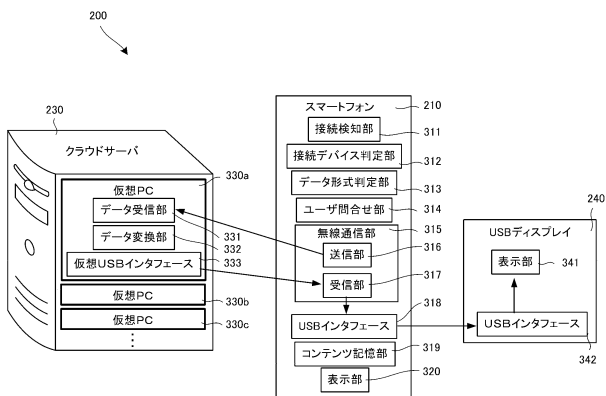 200
230
クラウドサーバ
330a
仮想PC
データ受信部
331
データ変換部
332
仮想USBインタフェース
333
仮想PC
330b
仮想PC
330c
スマートフォン
210
接続検知部
311
接続デバイス判定部
312
データ形式判定部
313
ユーザ問合せ部
314
無線通信部
315
送信部
316
受信部
317
USBインタフェース
318
コンテンツ記憶部
319
表示部
320
240
USBディスプレイ
表示部
341
USBインタフェース
342